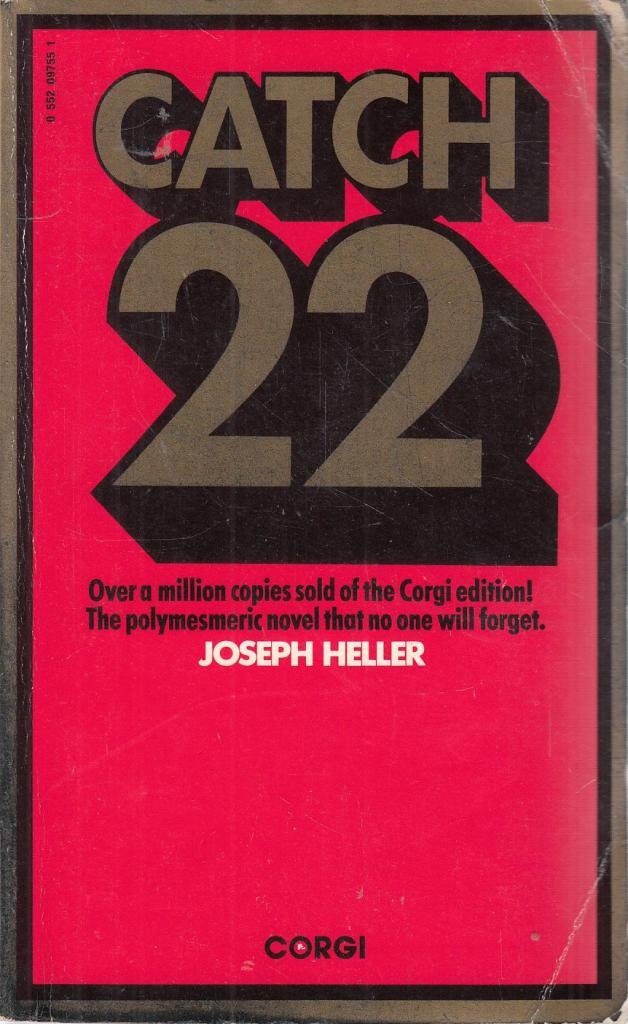 0 552 09755 1
CATCH
22
Over a million copies sold of the Corgi edition!
The polymesmeric novel that no one will forget.
JOSEPH HELLER
CORGI